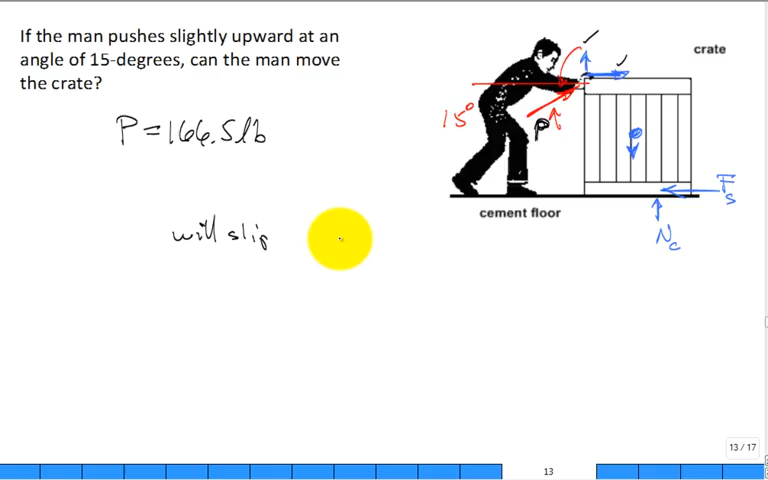 If the man pushes slightly upward at an
angle of 15-degrees, can the man move
the crate?
crate
P = 166.5 lb
15°
P
Fs
cement floor
Nc
will slip
13 / 17
13